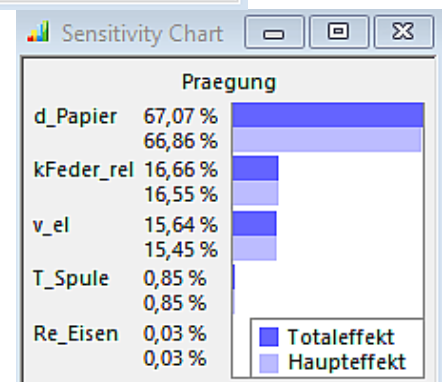 Sensitivity Chart
Praegung
d_Papier 67,07 %
66,86 %
kFeder_rel 16,66 %
16,55 %
v_el 15,64 %
15,45 %
T_Spule 0,85 %
0,85 %
Re_Eisen 0,03 %
0,03 %
Totaleffekt
Haupteffekt